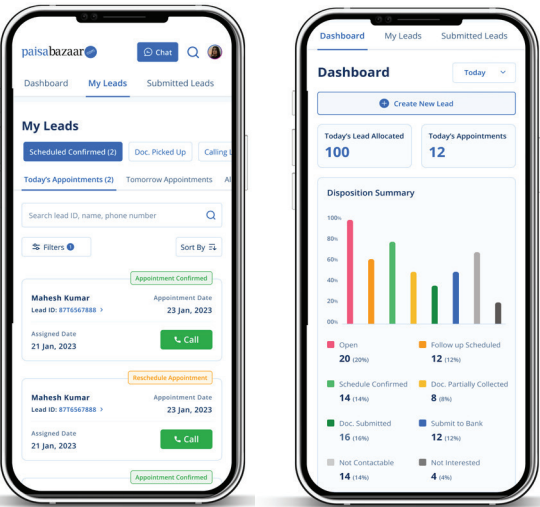 paisabazaar
Chat
Dashboard My Leads Submitted Leads
My Leads
Scheduled Confirmed (2) Doc. Picked Up Calling
Today's Appointments (2) Tomorrow Appointments Al
Search lead ID, name, phone number
Filters
Sort By
Appointment Confirmed
Mahesh Kumar Appointment Date
Lead ID: 87T6567888 > 23 Jan, 2023
Assigned Date
21 Jan, 2023
Call
Reschedule Appointment
Mahesh Kumar Appointment Date
Lead ID: 87T6567888 > 23 Jan, 2023
Assigned Date
21 Jan, 2023
Call
Appointment Confirmed
Dashboard My Leads Submitted Leads
Dashboard Today
Create New Lead
Today's Lead Allocated Today's Appointments
100 12
Disposition Summary
100%
80%
60%
40%
20%
00%
Open Follow up Scheduled
20 (20%) 12 (12%)
Schedule Confirmed Doc. Partially Collected
14 (14%) 8 (8%)
Doc. Submitted Submit to Bank
16 (16%) 12 (12%)
Not Contactable Not Interested
14 (14%) 4 (4%)